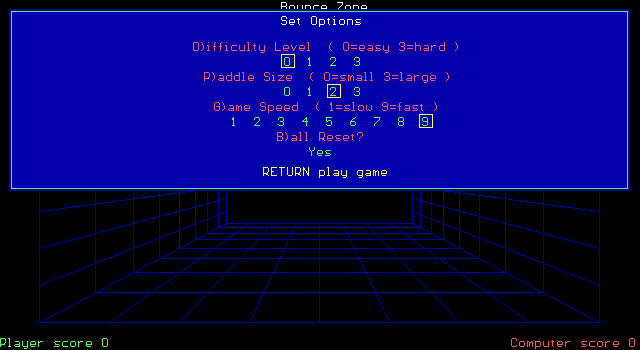 Bounce Zone
Set Options
D)ifficulty Level ( 0=easy 3=hard )
0 1 2 3
P)addle Size ( 0=small 3=large )
0 1 2 3
G)ame Speed ( 1=slow 9=fast )
1 2 3 4 5 6 7 8 9
B)all Reset?
Yes
RETURN play game
Player score 0
Computer score 0